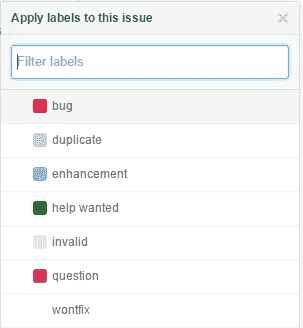 Apply labels to this issue
Filter labels
bug
duplicate
enhancement
help wanted
invalid
question
wontfix